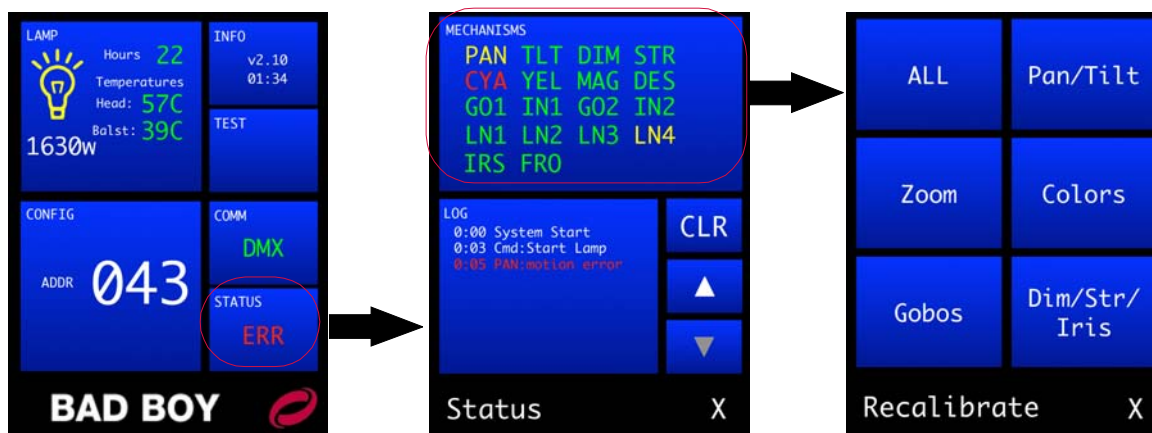 LAMP
Hours 22
Temperatures
Head: 57C
Balst: 39C
1630w
INFO
v2.10
01:34
TEST
CONFIG
ADDR 043
COMM
DMX
STATUS
ERR
BAD BOY
MECHANISMS
PAN TLT DIM STR
CYA YEL MAG DES
GO1 IN1 GO2 IN2
LN1 LN2 LN3 LN4
IRS FRO
LOG
0:00 System Start
0:03 Cmd:Start Lamp
0:05 PAN:motion error
CLR
Status X
ALL
Pan/Tilt
Zoom
Colors
Gobos
Dim/Str/
Iris
Recalibrate X